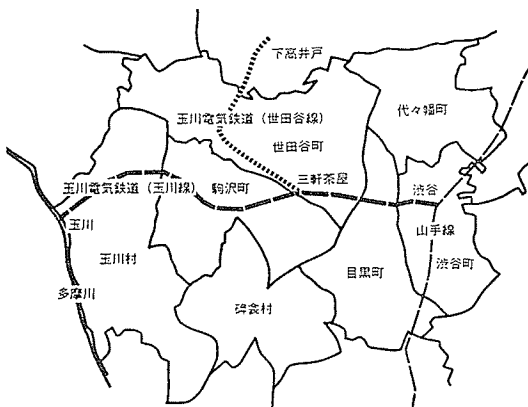 下高井戸
代々幡町
玉川電気鉄道（世田谷線）
世田谷町
玉川電気鉄道（玉川線）
駒沢町
三軒茶屋
渋谷
玉川
山手線
玉川村
目黒町
渋谷町
多摩川
碑衾村